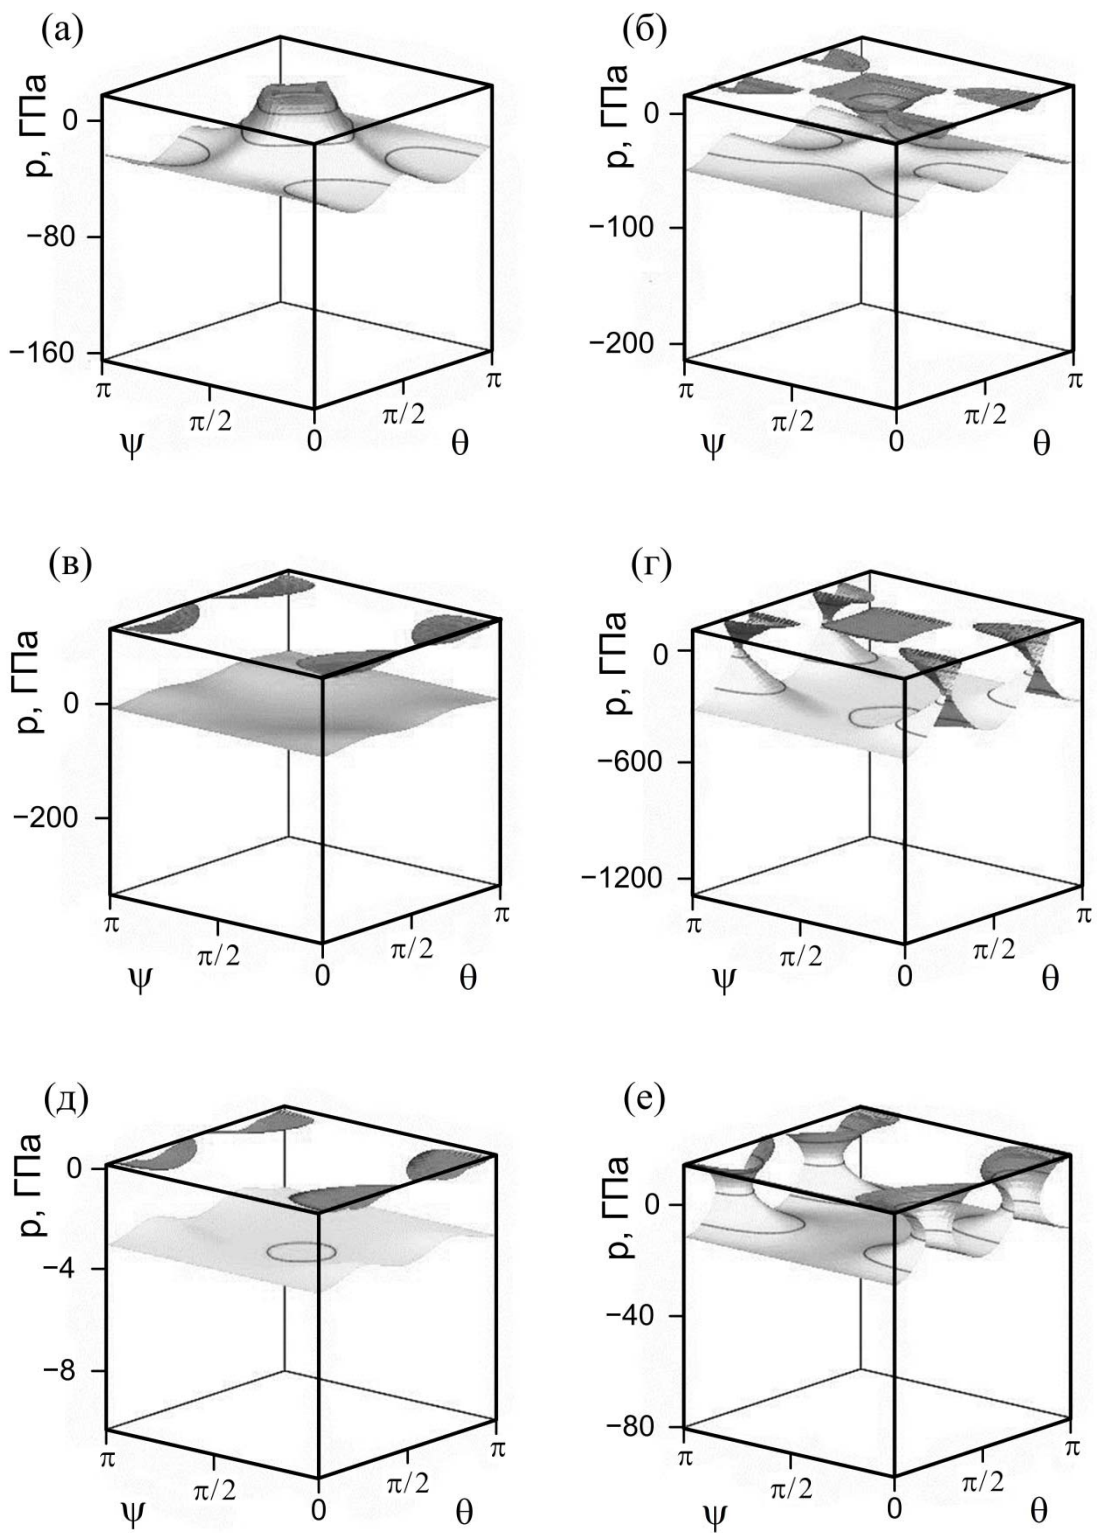 (а)
р, ГПа
0
−80
−160
π
π/2
0
π/2
π
ψ
θ
(б)
р, ГПа
0
−100
−200
π
π/2
0
π/2
π
ψ
θ
(в)
р, ГПа
0
−200
π
π/2
0
π/2
π
ψ
θ
(г)
р, ГПа
0
−600
−1200
π
π/2
0
π/2
π
ψ
θ
(д)
р, ГПа
0
−4
−8
π
π/2
0
π/2
π
ψ
θ
(е)
р, ГПа
0
−40
−80
π
π/2
0
π/2
π
ψ
θ